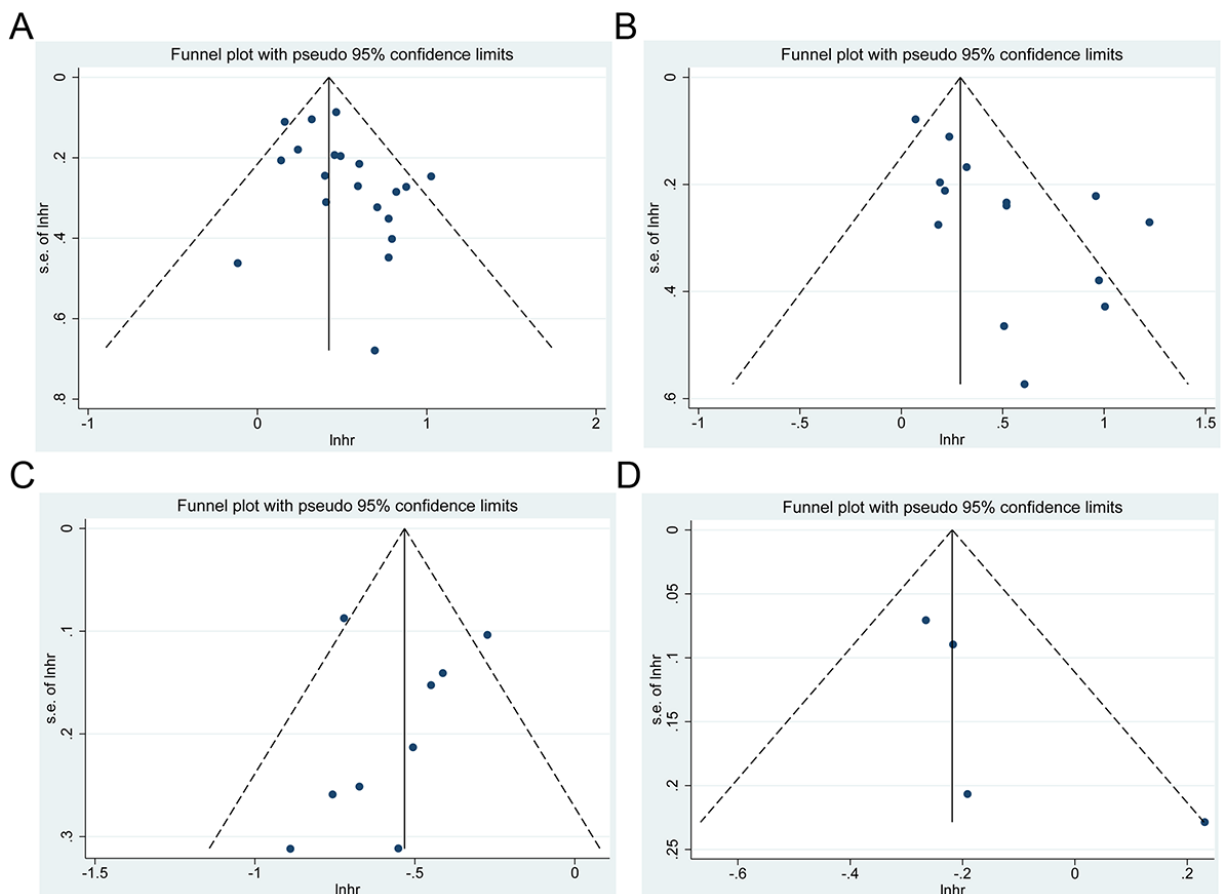 A
Funnel plot with pseudo 95% confidence limits
s.e. of lnhr
0
.2
.4
.6
.8
-1
0
1
2
lnhr
B
Funnel plot with pseudo 95% confidence limits
s.e. of lnhr
0
.2
.4
.6
-1
-.5
0
.5
1
1.5
lnhr
C
Funnel plot with pseudo 95% confidence limits
s.e. of lnhr
0
.1
.2
.3
-1.5
-1
-.5
0
lnhr
D
Funnel plot with pseudo 95% confidence limits
s.e. of lnhr
0
.05
.1
.15
.2
.25
-.6
-.4
-.2
0
.2
lnhr